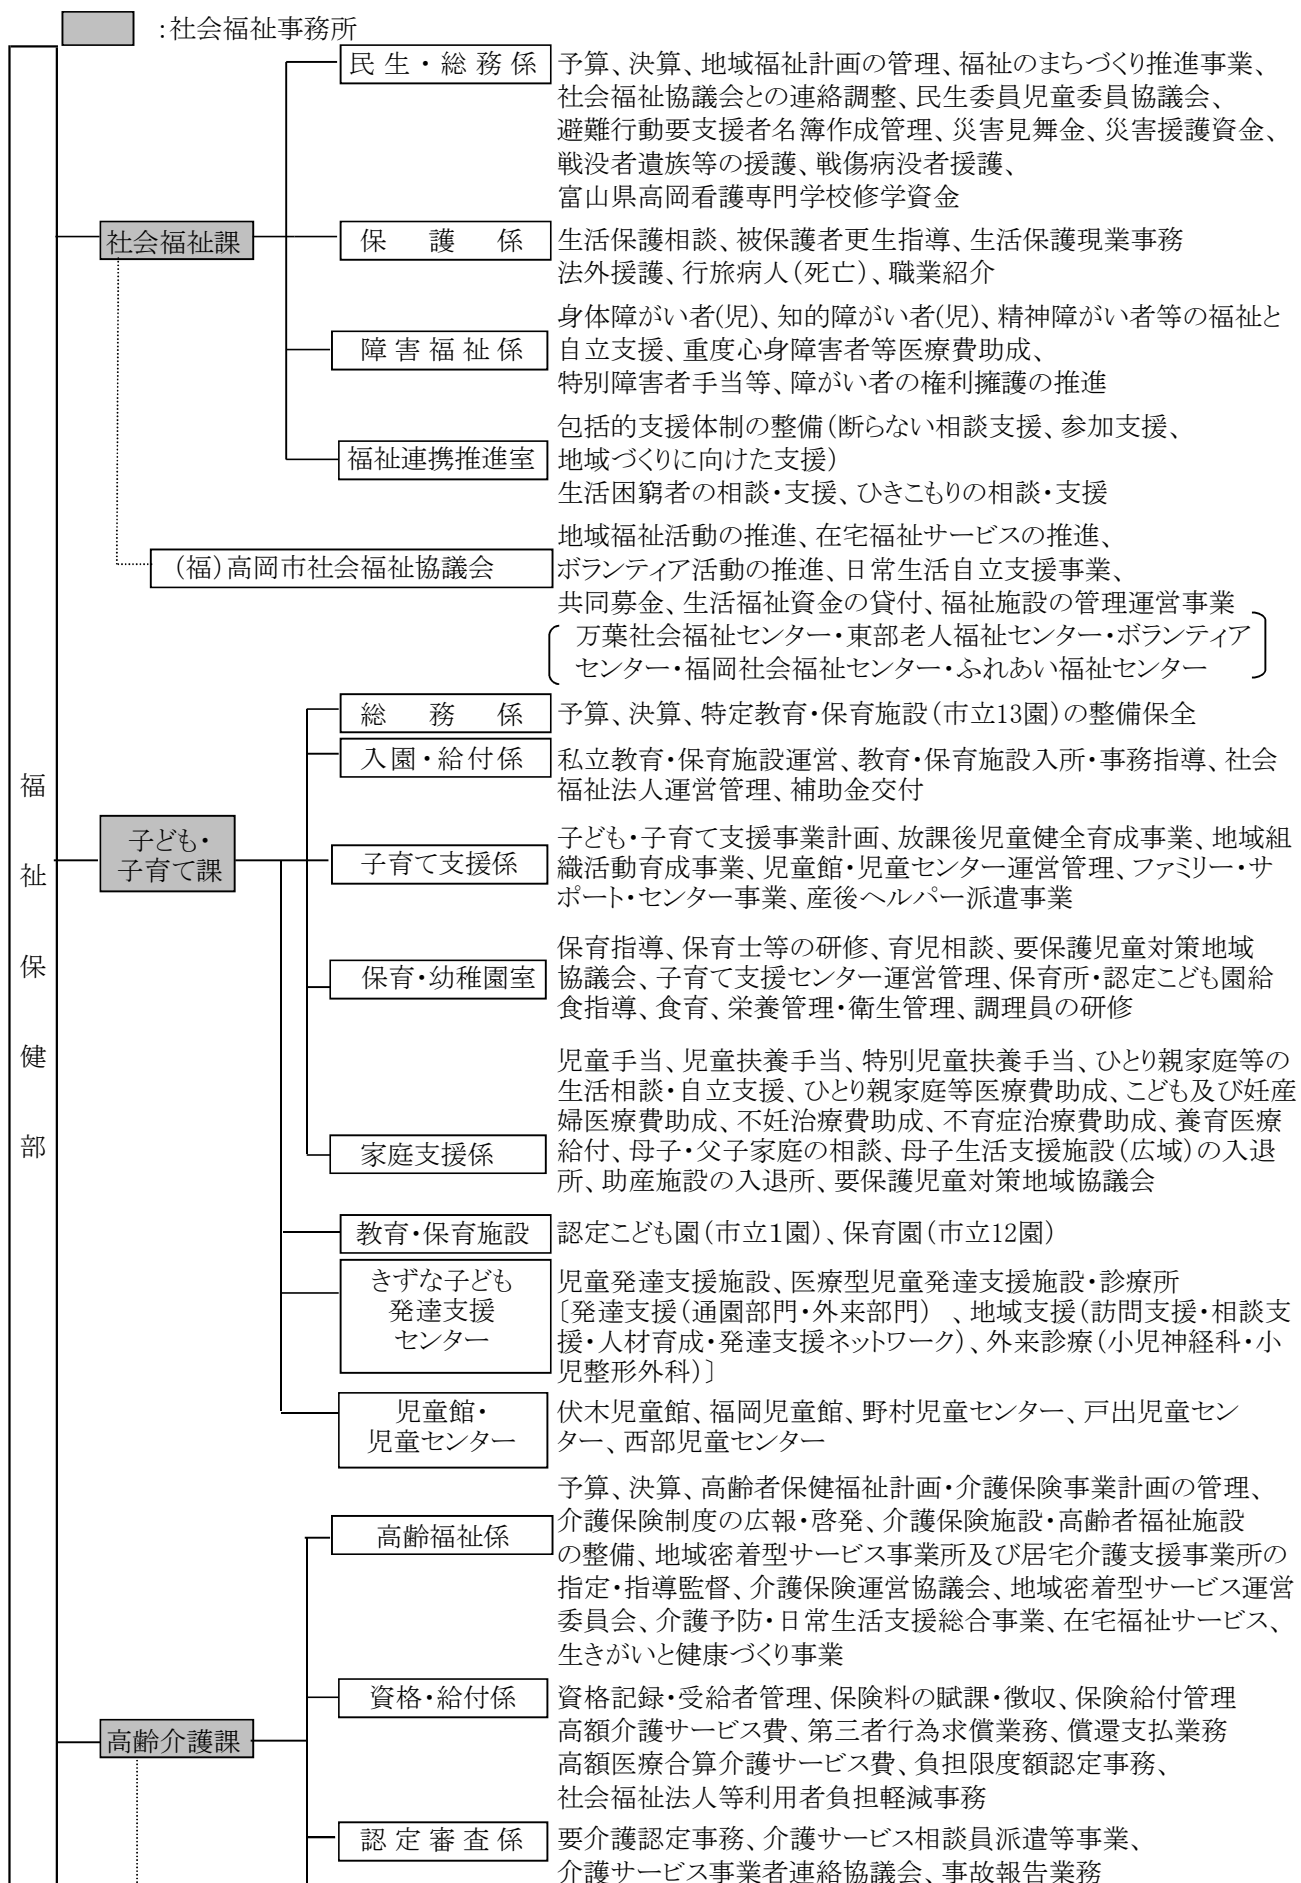 ：社会福祉事務所
民生・総務係
予算、決算、地域福祉計画の管理、福祉のまちづくり推進事業、
社会福祉協議会との連絡調整、民生委員児童委員協議会、
避難行動要支援者名簿作成管理、災害見舞金、災害援護資金、
戦没者遺族等の援護、戦傷病没者援護、
富山県高岡看護専門学校修学資金
社会福祉課
保護係
生活保護相談、被保護者更生指導、生活保護現業事務
法外援護、行旅病人（死亡）、職業紹介
障害福祉係
身体障がい者(児)、知的障がい者(児)、精神障がい者等の福祉と
自立支援、重度心身障害者等医療費助成、
特別障害者手当等、障がい者の権利擁護の推進
福祉連携推進室
包括的支援体制の整備（断らない相談支援、参加支援、
地域づくりに向けた支援）
生活困窮者の相談・支援、ひきこもりの相談・支援
（福）高岡市社会福祉協議会
地域福祉活動の推進、在宅福祉サービスの推進、
ボランティア活動の推進、日常生活自立支援事業、
共同募金、生活福祉資金の貸付、福祉施設の管理運営事業
万葉社会福祉センター・東部老人福祉センター・ボランティア
センター・福岡社会福祉センター・ふれあい福祉センター
福祉保健部
総務係
予算、決算、特定教育・保育施設（市立13園）の整備保全
入園・給付係
私立教育・保育施設運営、教育・保育施設入所・事務指導、社会
福祉法人運営管理、補助金交付
子ども・
子育て課
子育て支援係
子ども・子育て支援事業計画、放課後児童健全育成事業、地域組
織活動育成事業、児童館・児童センター運営管理、ファミリー・サ
ポート・センター事業、産後ヘルパー派遣事業
保育・幼稚園室
保育指導、保育士等の研修、育児相談、要保護児童対策地域
協議会、子育て支援センター運営管理、保育所・認定こども園給
食指導、食育、栄養管理・衛生管理、調理員の研修
家庭支援係
児童手当、児童扶養手当、特別児童扶養手当、ひとり親家庭等の
生活相談・自立支援、ひとり親家庭等医療費助成、こども及び妊産
婦医療費助成、不妊治療費助成、不育症治療費助成、養育医療
給付、母子・父子家庭の相談、母子生活支援施設（広域）の入退
所、助産施設の入退所、要保護児童対策地域協議会
教育・保育施設
認定こども園（市立１園）、保育園（市立12園）
きずな子ども
発達支援
センター
児童発達支援施設、医療型児童発達支援施設・診療所
〔発達支援（通園部門・外来部門）　、地域支援（訪問支援・相談支
援・人材育成・発達支援ネットワーク）、外来診療（小児神経科・小
児整形外科）〕
児童館・
児童センター
伏木児童館、福岡児童館、野村児童センター、戸出児童セン
ター、西部児童センター
高齢福祉係
予算、決算、高齢者保健福祉計画・介護保険事業計画の管理、
介護保険制度の広報・啓発、介護保険施設・高齢者福祉施設
の整備、地域密着型サービス事業所及び居宅介護支援事業所の
指定・指導監督、介護保険運営協議会、地域密着型サービス運営
委員会、介護予防・日常生活支援総合事業、在宅福祉サービス、
生きがいと健康づくり事業
高齢介護課
資格・給付係
資格記録・受給者管理、保険料の賦課・徴収、保険給付管理
高額介護サービス費、第三者行為求償業務、償還支払業務
高額医療合算介護サービス費、負担限度額認定事務、
社会福祉法人等利用者負担軽減事務
認定審査係
要介護認定事務、介護サービス相談員派遣等事業、
介護サービス事業者連絡協議会、事故報告業務